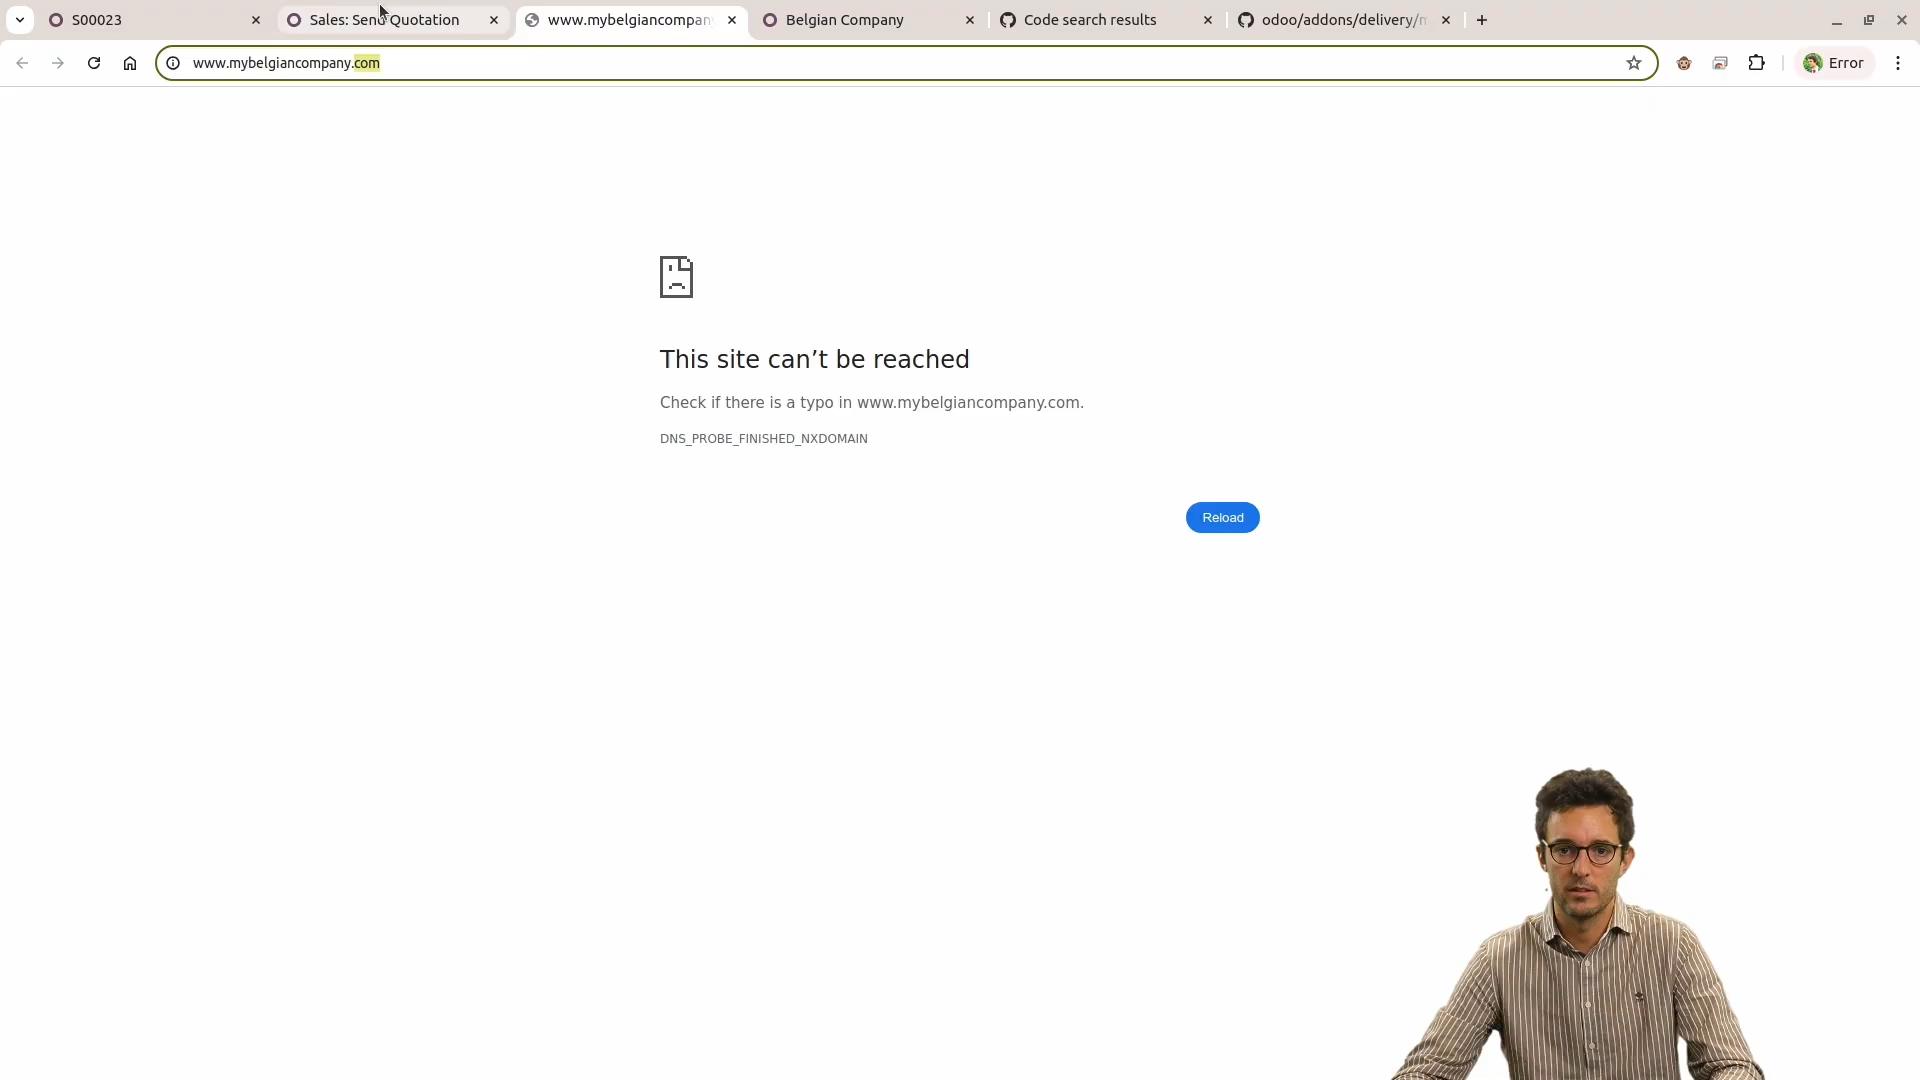 S00023
Sales: Send Quotation
www.mybelgiancompan
Belgian Company
Code search results
odoo/addons/delivery/m
www.mybelgiancompany.com
Error
This site can’t be reached
Check if there is a typo in www.mybelgiancompany.com.
DNS_PROBE_FINISHED_NXDOMAIN
Reload